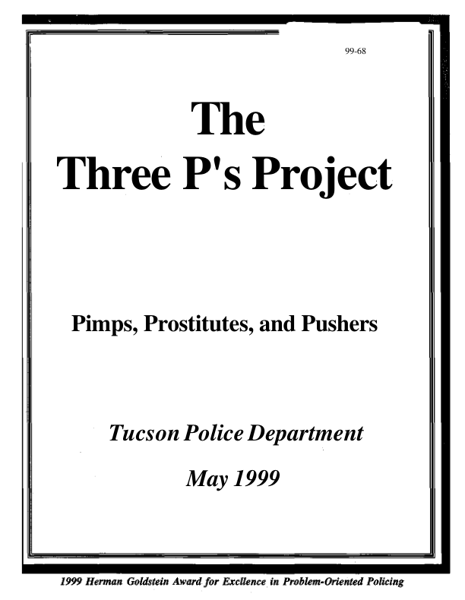 99-68
The
Three P's Project
Pimps, Prostitutes, and Pushers
Tucson Police Department
May 1999
1999 Herman Goldstein Award for Excllence in Problem-Oriented Policing